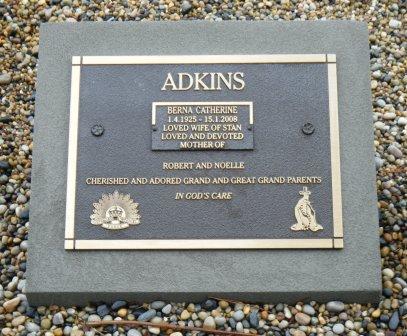 ADKINS
BERNA CATHERINE
1.4.1925 - 15.1.2008
LOVED WIFE OF STAN
LOVED AND DEVOTED
MOTHER OF
ROBERT AND NOELLE
CHERISHED AND ADORED GRAND AND GREAT GRAND PARENTS
IN GOD'S CARE